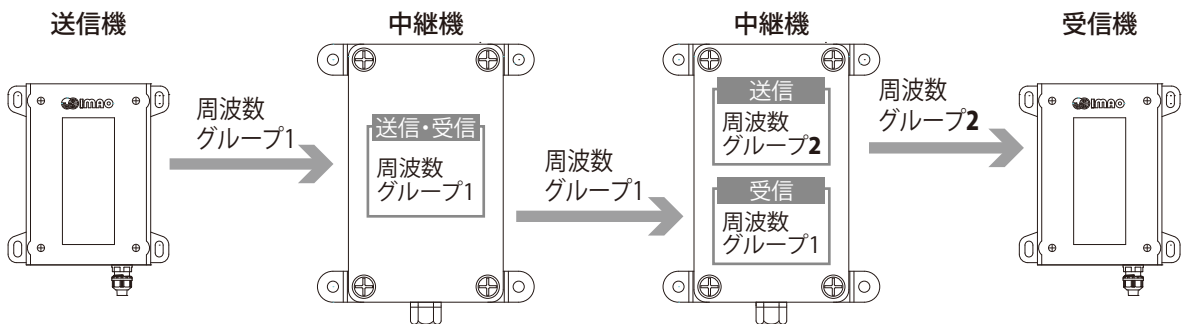 送信機
中継機
中継機
受信機
IMAO
周波数
グループ1
送信・受信
周波数
グループ1
周波数
グループ1
送信
周波数
グループ2
受信
周波数
グループ1
周波数
グループ2
IMAO